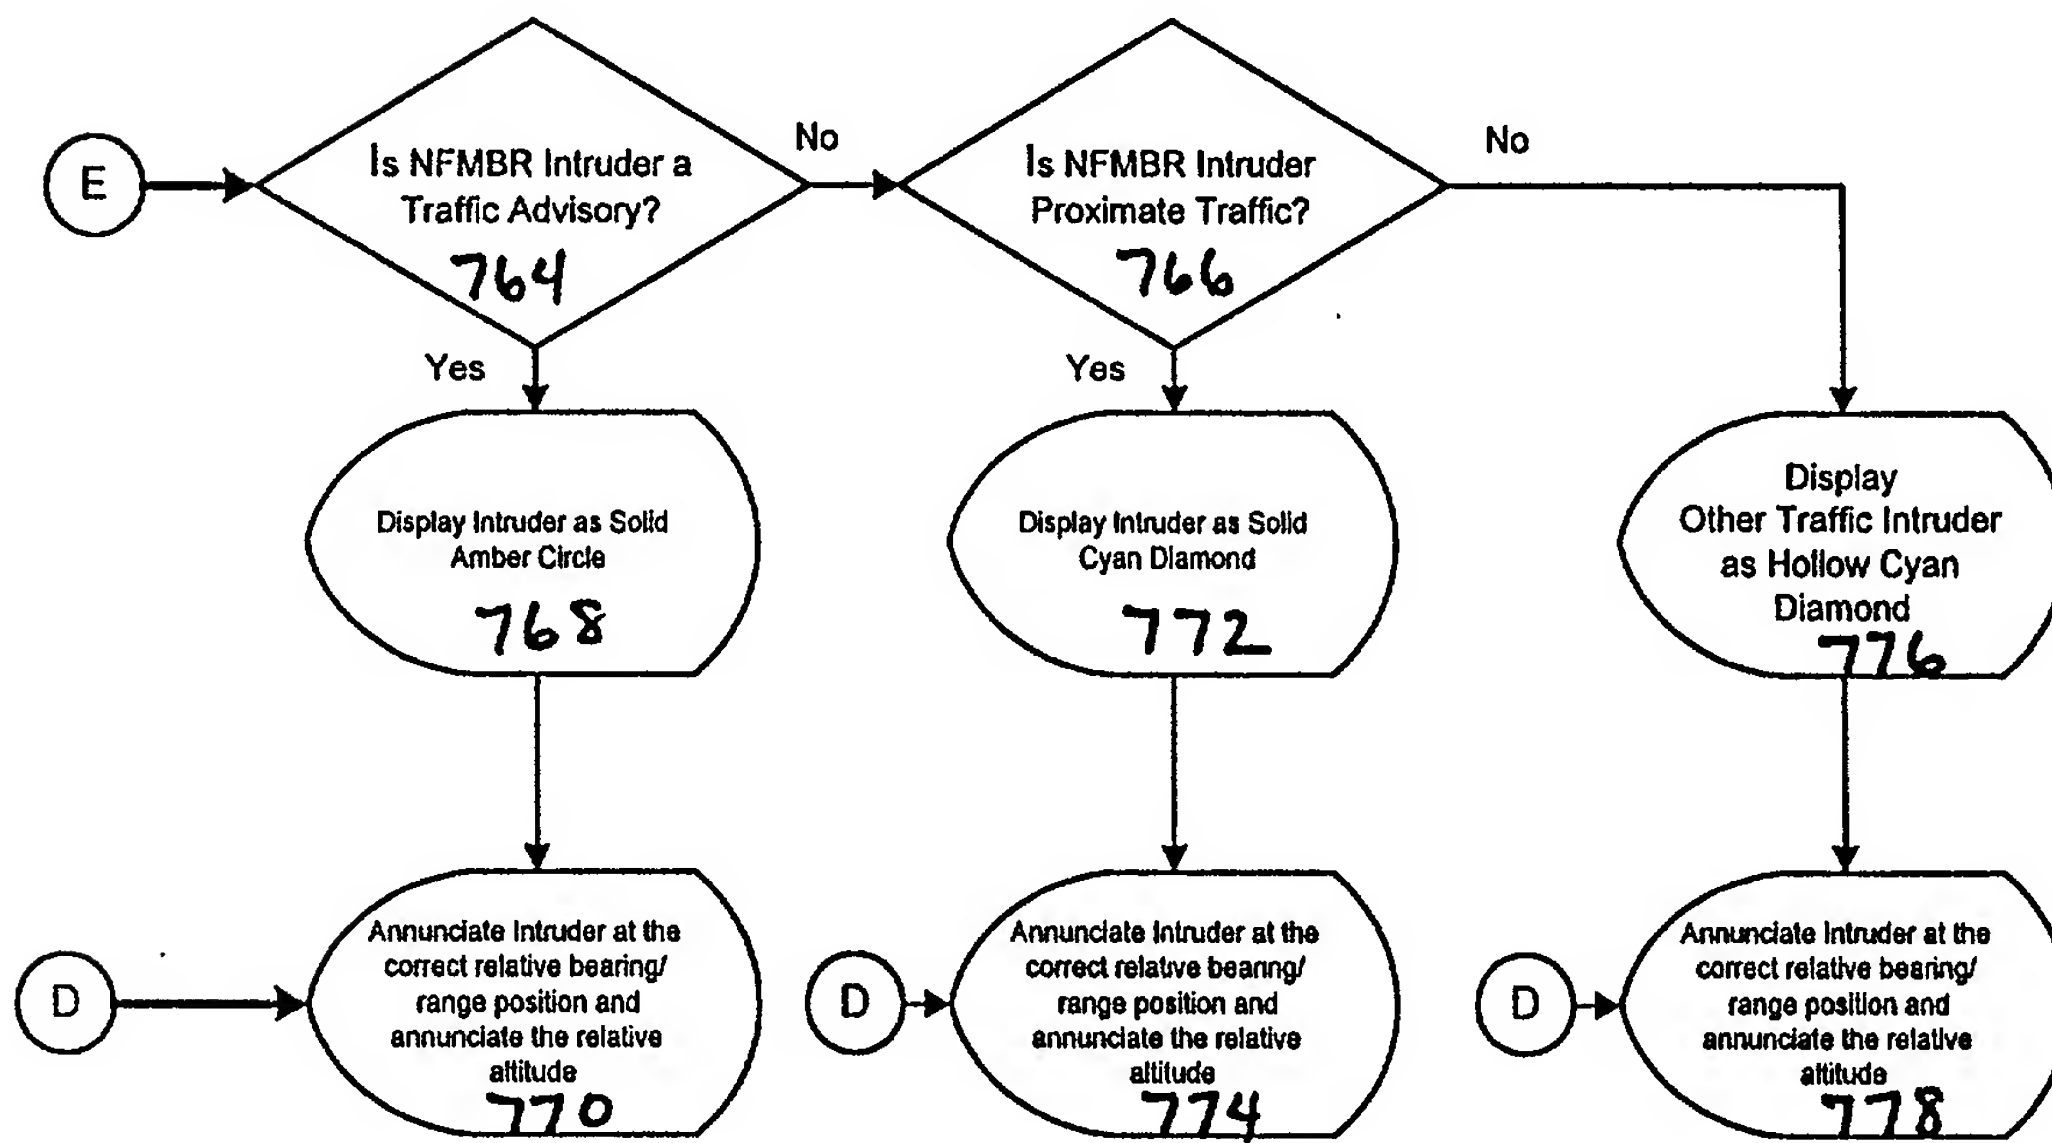 E
Is NFMBR Intruder a
Traffic Advisory?
764
No
Yes
Is NFMBR Intruder
Proximate Traffic?
766
No
Yes
Display Intruder as Solid
Amber Circle
768
Display Intruder as Solid
Cyan Diamond
772
Display
Other Traffic Intruder
as Hollow Cyan
Diamond
776
D
Annunciate Intruder at the
correct relative bearing/
range position and
annunciate the relative
altitude
770
D
Annunciate Intruder at the
correct relative bearing/
range position and
annunciate the relative
altitude
774
D
Annunciate Intruder at the
correct relative bearing/
range position and
annunciate the relative
altitude
778